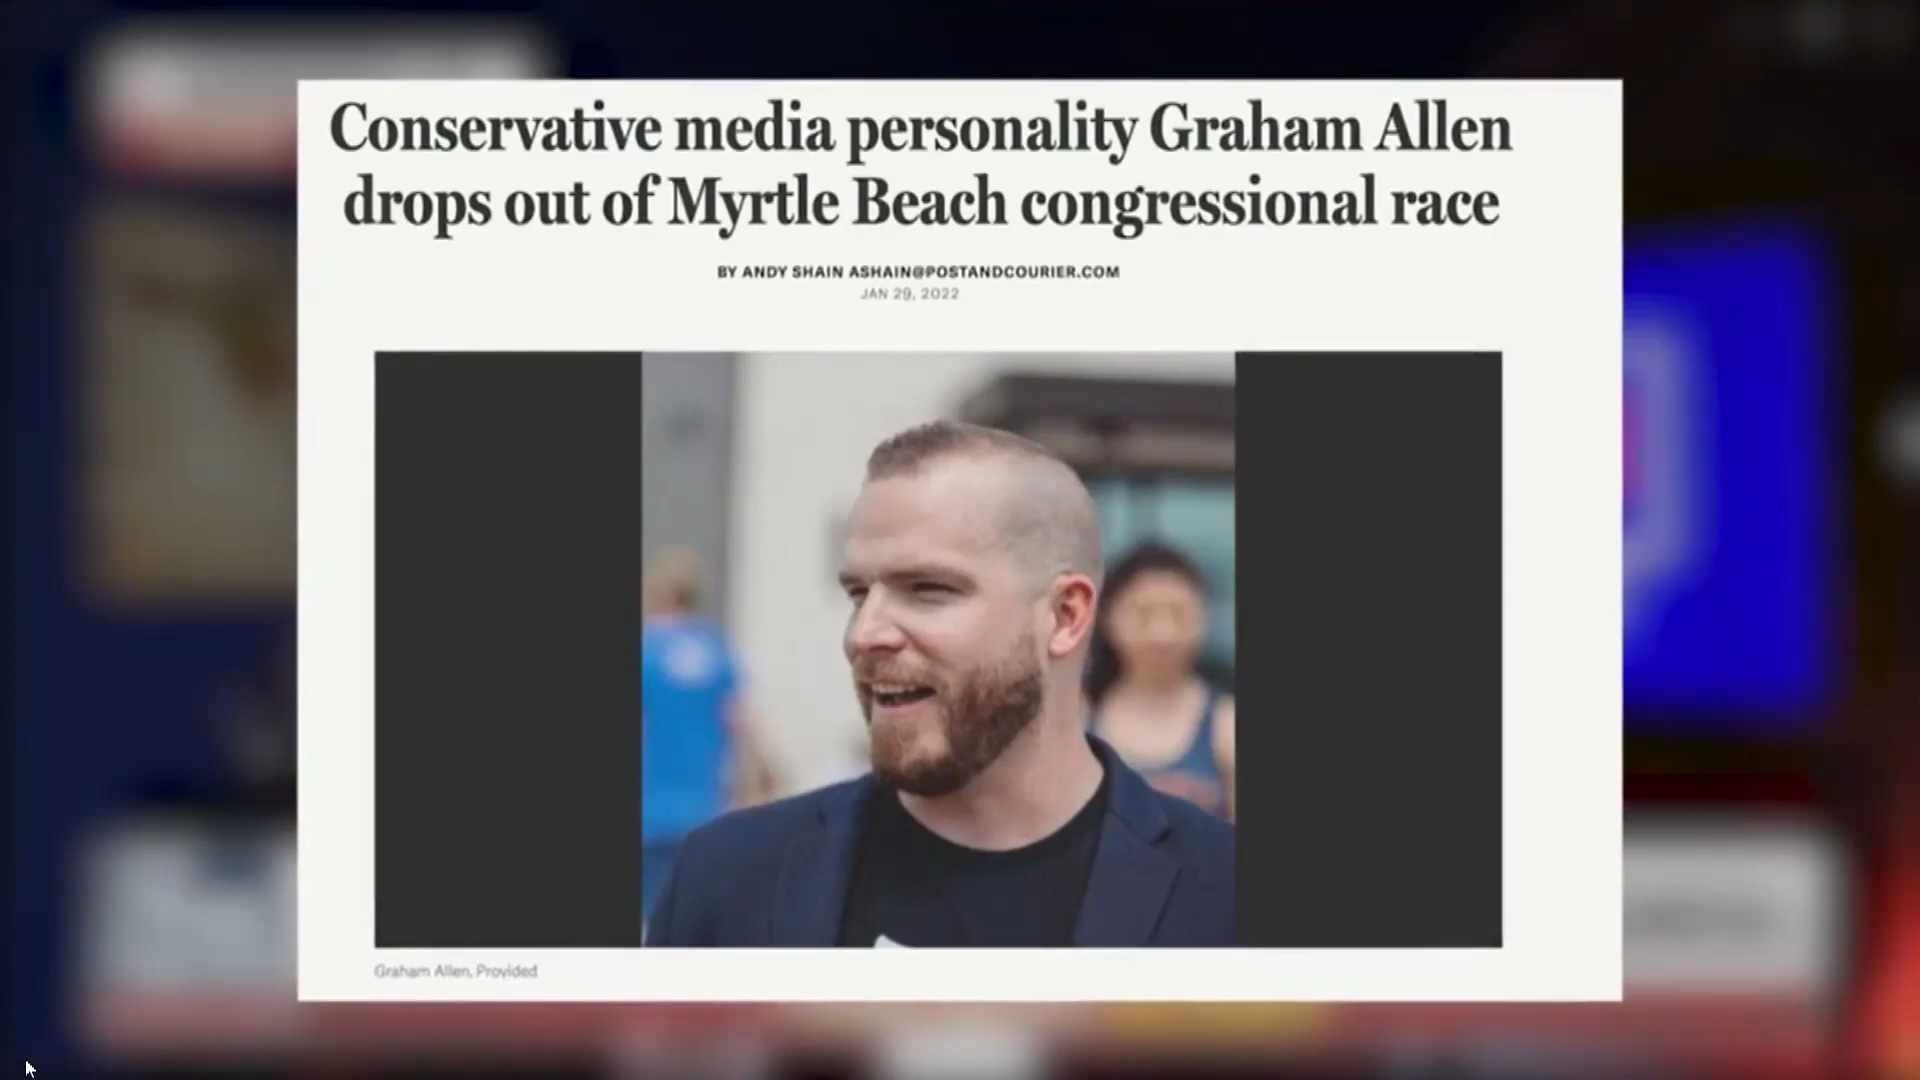 Conservative media personality Graham Allen
drops out of Myrtle Beach congressional race
BY ANDY SHAIN ASHAIN@POSTANDCOURIER.COM
JAN 29, 2022
Graham Allen. Provided